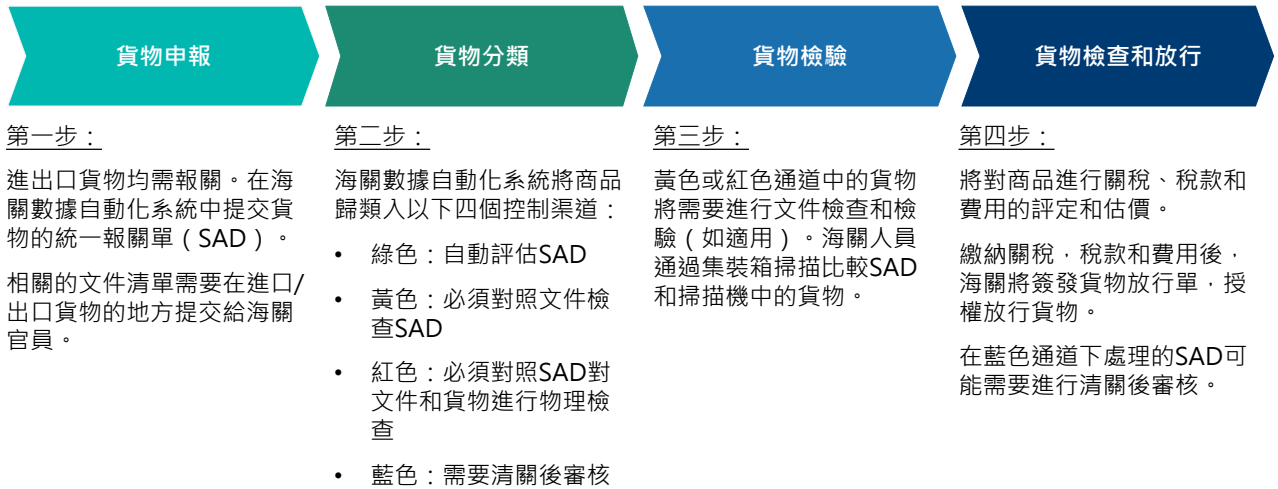 貨物申報
貨物分類
貨物檢驗
貨物檢查和放行
第一步：
進出口貨物均需報關。在海
關數據自動化系統中提交貨
物的統一報關單（SAD）。
相關的文件清單需要在進口/
出口貨物的地方提交給海關
官員。
第二步：
海關數據自動化系統將商品
歸類入以下四個控制渠道：
• 綠色：自動評估SAD
• 黃色：必須對照文件檢
查SAD
• 紅色：必須對照SAD對
文件和貨物進行物理檢
查
• 藍色：需要清關後審核
第三步：
黃色或紅色通道中的貨物
將需要進行文件檢查和檢
驗（如適用）。海關人員
通過集裝箱掃描比較SAD
和掃描機中的貨物。
第四步：
將對商品進行關稅、稅款和
費用的評定和估價。
繳納關稅，稅款和費用後，
海關將簽發貨物放行單，授
權放行貨物。
在藍色通道下處理的SAD可
能需要進行清關後審核。